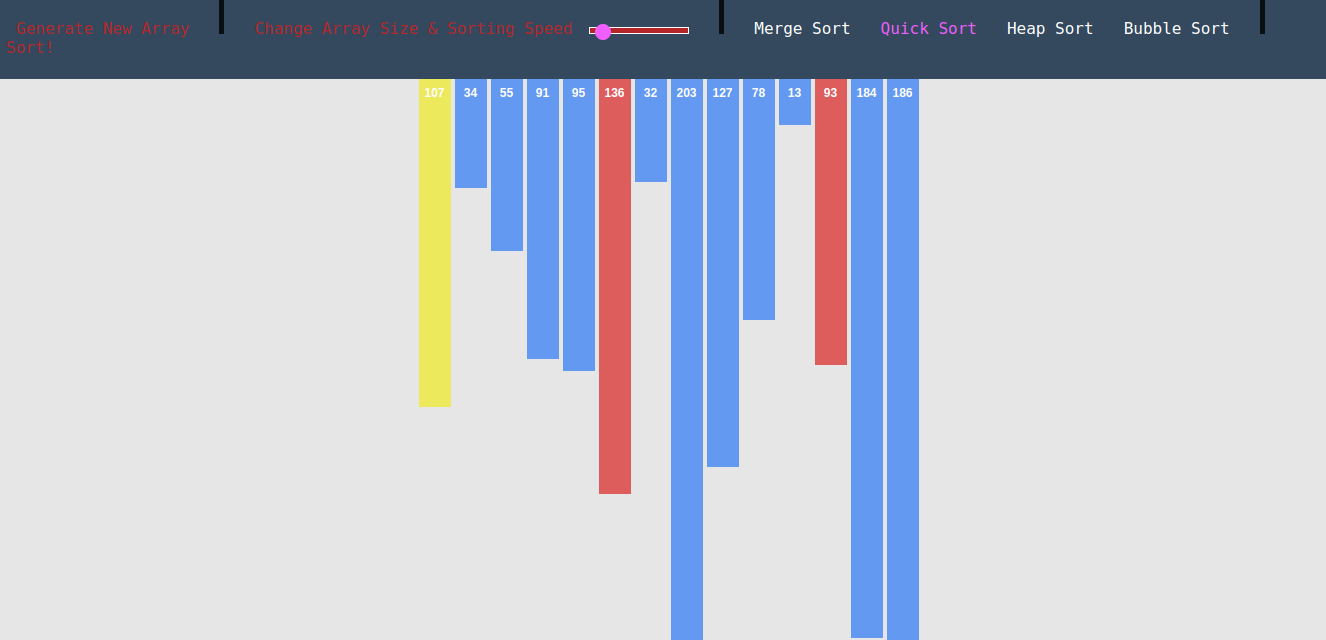 Generate New Array Change Array Size & Sorting Speed Merge Sort Quick Sort Heap Sort Bubble Sort
Sort!
107 34 55 91 95 136 32 203 127 78 13 93 184 186